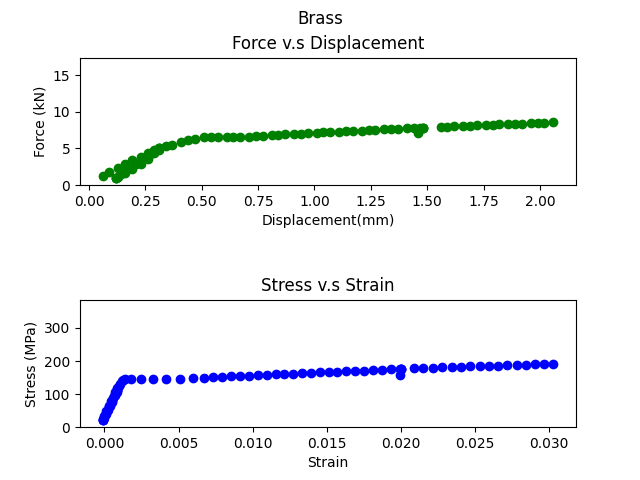 Brass
Force v.s Displacement
Force (kN)
15
10
5
0
0.00 0.25 0.50 0.75 1.00 1.25 1.50 1.75 2.00
Displacement(mm)
Stress v.s Strain
Stress (MPa)
300
200
100
0
0.000 0.005 0.010 0.015 0.020 0.025 0.030
Strain